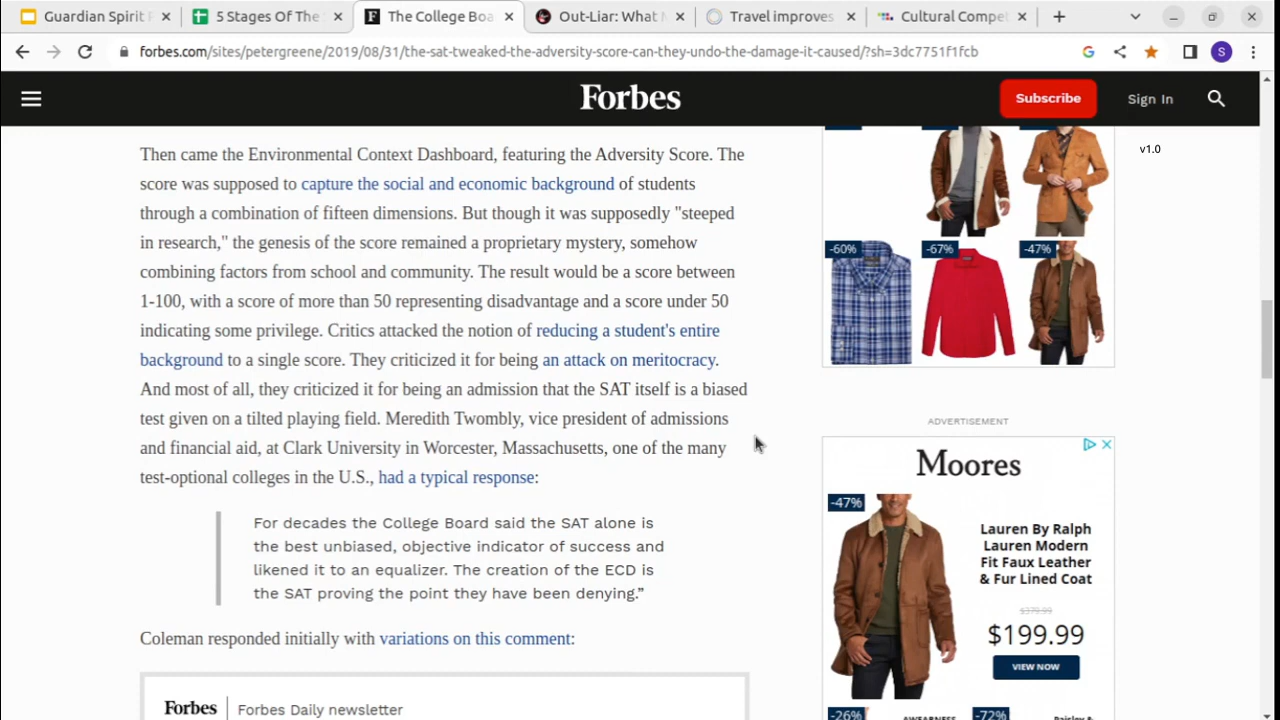 Guardian Spirit
5 Stages Of The
The College Boa
Out-Liar: What
Travel improves
Cultural Compe
forbes.com/sites/petergreene/2019/08/31/the-sat-tweaked-the-adversity-score-can-they-undo-the-damage-it-caused/?sh=3dc7751f1fcb
S
Forbes
Subscribe
Sign In
v1.0
Then came the Environmental Context Dashboard, featuring the Adversity Score. The
score was supposed to capture the social and economic background of students
through a combination of fifteen dimensions. But though it was supposedly "steeped
in research," the genesis of the score remained a proprietary mystery, somehow
combining factors from school and community. The result would be a score between
1-100, with a score of more than 50 representing disadvantage and a score under 50
indicating some privilege. Critics attacked the notion of reducing a student's entire
background to a single score. They criticized it for being an attack on meritocracy.
And most of all, they criticized it for being an admission that the SAT itself is a biased
test given on a tilted playing field. Meredith Twombly, vice president of admissions
and financial aid, at Clark University in Worcester, Massachusetts, one of the many
test-optional colleges in the U.S., had a typical response:
For decades the College Board said the SAT alone is
the best unbiased, objective indicator of success and
likened it to an equalizer. The creation of the ECD is
the SAT proving the point they have been denying.”
Coleman responded initially with variations on this comment:
Forbes
Forbes Daily newsletter
-60%
-67%
-47%
ADVERTISEMENT
Moores
-47%
Lauren By Ralph
Lauren Modern
Fit Faux Leather
& Fur Lined Coat
$379.99
$199.99
VIEW NOW
-26%
AWEARNESS
-72%
Paisley &